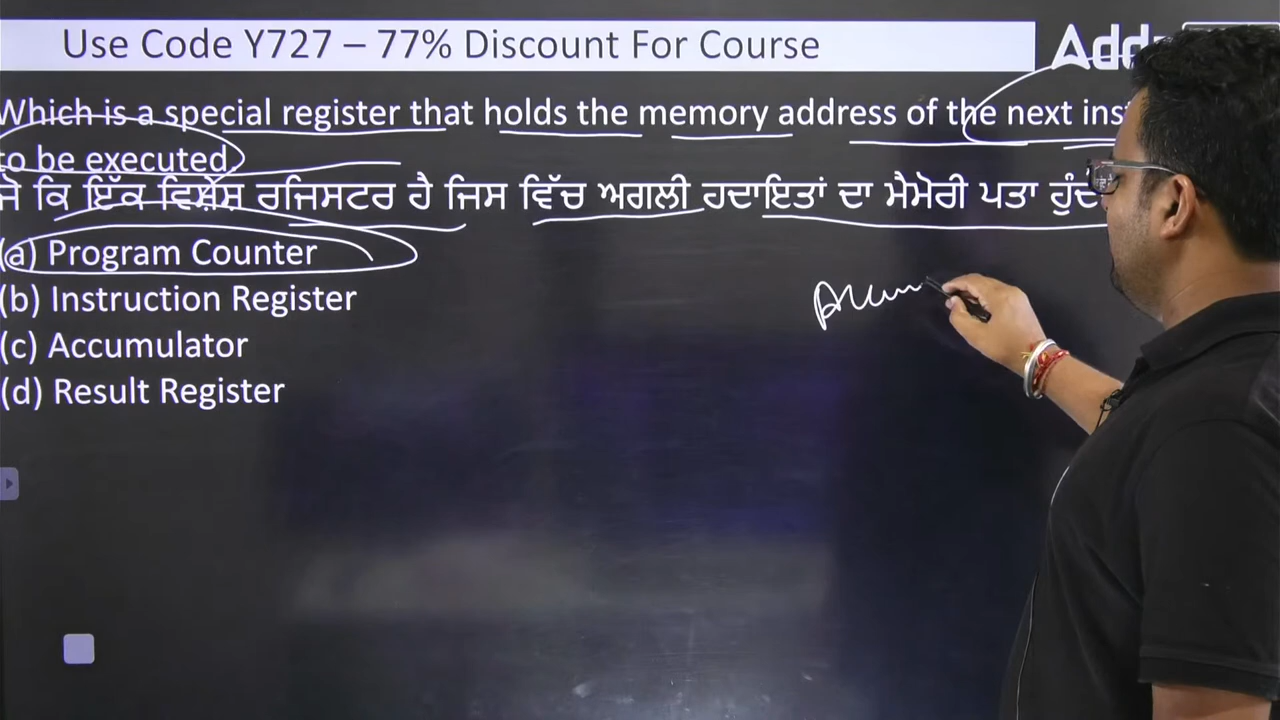 Use Code Y727 – 77% Discount For Course
Which is a special register that holds the memory address of the next
to be executed
ਜੋ ਕਿ ਇੱਕ ਵਿਸ਼ੇਸ਼ ਰਜਿਸਟਰ ਹੈ ਜਿਸ ਵਿੱਚ ਅਗਲੀ ਹਦਾਇਤਾਂ ਦਾ ਮੈਮੋਰੀ ਪਤਾ
(a) Program Counter
(b) Instruction Register
(c) Accumulator
(d) Result Register